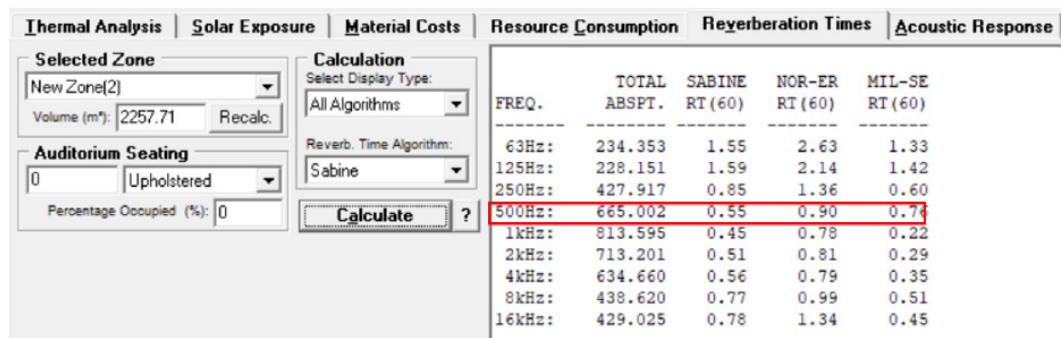 Thermal Analysis Solar Exposure Material Costs Resource Consumption Reverberation Times Acoustic Response
Selected Zone
New Zone(2)
Volume (m³): 2257.71 Recalc.
Auditorium Seating
0 Upholstered
Percentage Occupied (%): 0
Calculation
Select Display Type:
All Algorithms
Reverb. Time Algorithm:
Sabine
Calculate ?
TOTAL SABINE NOR-ER MIL-SE
FREQ. ABSPT. RT(60) RT(60) RT(60)
------- -------- ------- ------- -------
63Hz: 234.353 1.55 2.63 1.33
125Hz: 228.151 1.59 2.14 1.42
250Hz: 427.917 0.85 1.36 0.60
500Hz: 665.002 0.55 0.90 0.76
1kHz: 813.595 0.45 0.78 0.22
2kHz: 713.201 0.51 0.81 0.29
4kHz: 634.660 0.56 0.79 0.35
8kHz: 438.620 0.77 0.99 0.51
16kHz: 429.025 0.78 1.34 0.45